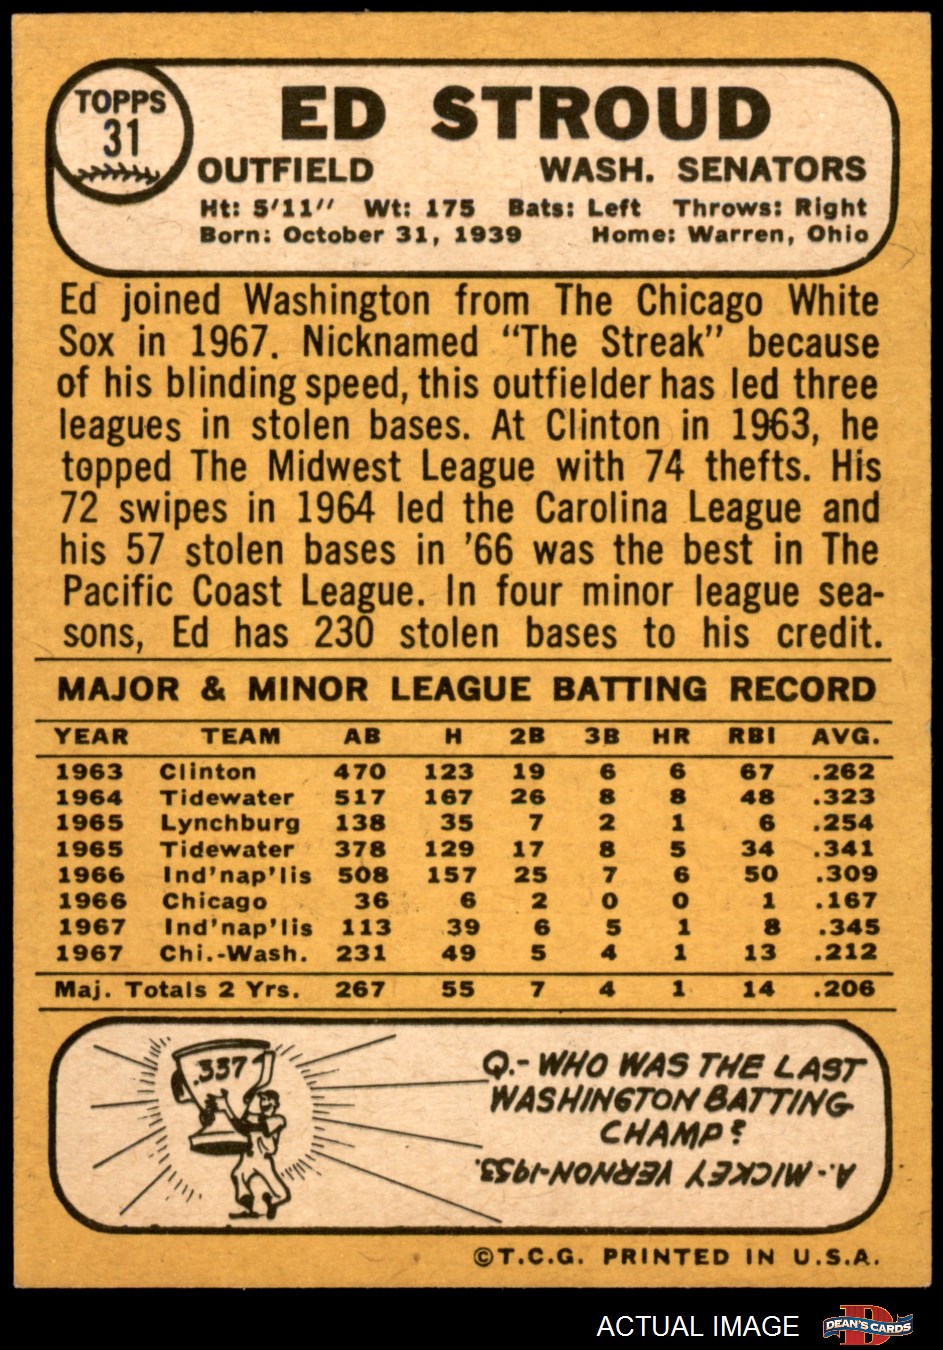 TOPPS
31
ED STROUD
OUTFIELD WASH. SENATORS
Ht: 5'11" Wt: 175 Bats: Left Throws: Right
Born: October 31, 1939 Home: Warren, Ohio
Ed joined Washington from The Chicago White
Sox in 1967. Nicknamed "The Streak" because
of his blinding speed, this outfielder has led three
leagues in stolen bases. At Clinton in 1963, he
topped The Midwest League with 74 thefts. His
72 swipes in 1964 led the Carolina League and
his 57 stolen bases in '66 was the best in The
Pacific Coast League. In four minor league sea-
sons, Ed has 230 stolen bases to his credit.
MAJOR & MINOR LEAGUE BATTING RECORD
YEAR TEAM AB H 2B 3B HR RBI AVG.
1963 Clinton 470 123 19 6 6 67 .262
1964 Tidewater 517 167 26 8 8 48 .323
1965 Lynchburg 138 35 7 2 1 6 .254
1965 Tidewater 378 129 17 8 5 34 .341
1966 Ind'nap'lis 508 157 25 7 6 50 .309
1966 Chicago 36 6 2 0 0 1 .167
1967 Ind'nap'lis 113 39 6 5 1 8 .345
1967 Chi.-Wash. 231 49 5 4 1 13 .212
Maj. Totals 2 Yrs. 267 55 7 4 1 14 .206
.337
Q.- WHO WAS THE LAST
WASHINGTON BATTING
CHAMP?
A.- MICKEY VERNON-1953.
©T.C.G. PRINTED IN U.S.A.
ACTUAL IMAGE
D
DEAN'S CARDS